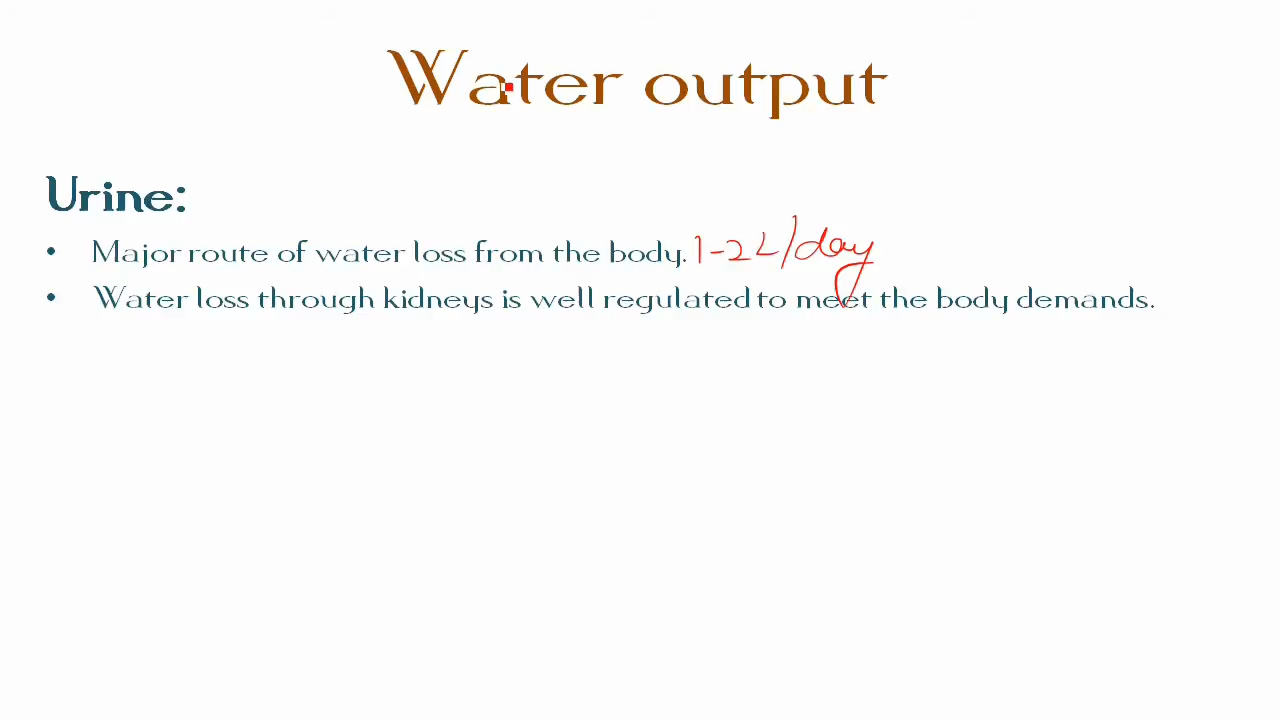 Water output
Urine:
• Major route of water loss from the body. 1-2L/day
• Water loss through kidneys is well regulated to meet the body demands.